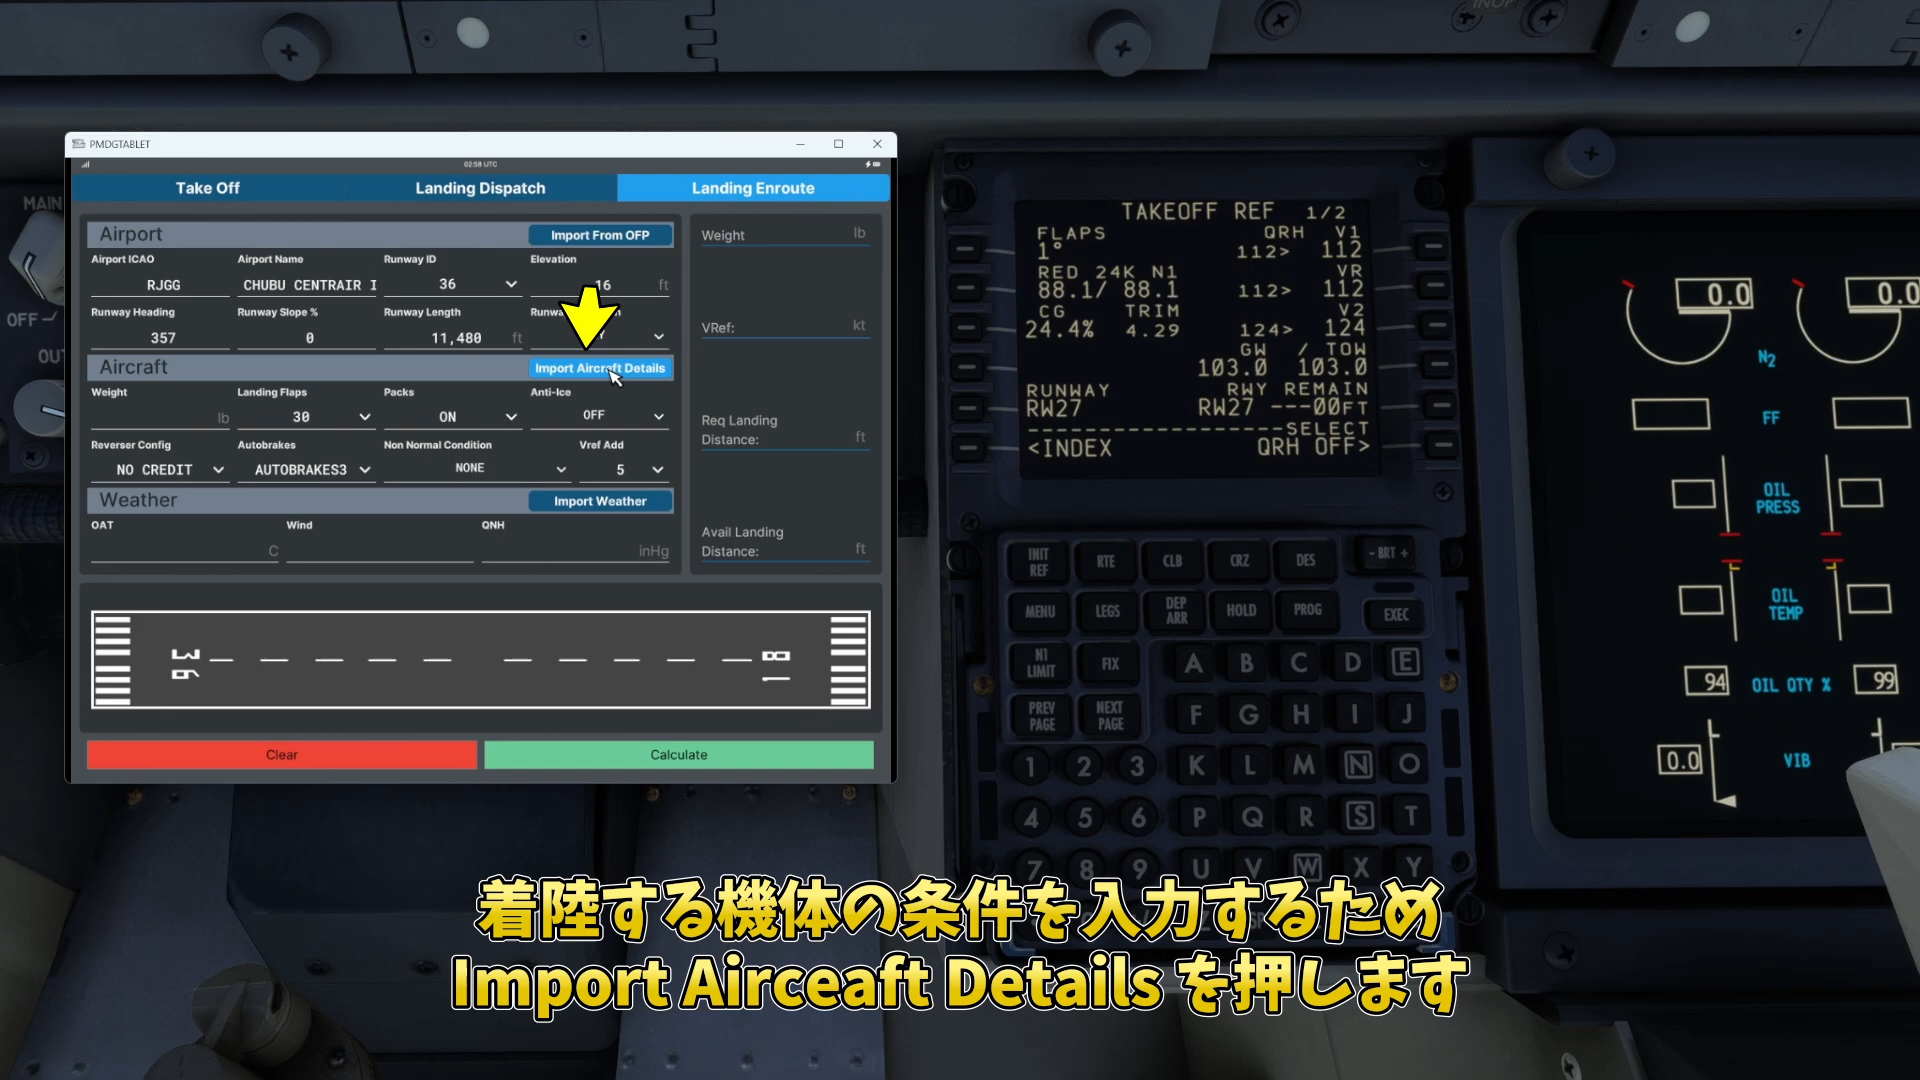 PMDGTABLET
02:58 UTC
Take Off
Landing Dispatch
Landing Enroute
Airport
Import From OFP
Airport ICAO
Airport Name
Runway ID
Elevation
RJGG
CHUBU CENTRAIR I
36
16
ft
Runway Heading
Runway Slope %
Runway Length
357
0
11,480
ft
Aircraft
Import Aircraft Details
Weight
Landing Flaps
Packs
Anti-Ice
lb
30
ON
OFF
Reverser Config
Autobrakes
Non Normal Condition
Vref Add
NO CREDIT
AUTOBRAKES3
NONE
5
Weather
Import Weather
OAT
Wind
QNH
C
inHg
Weight
lb
VRef:
kt
Req Landing
Distance:
ft
Avail Landing
Distance:
ft
36
18
Clear
Calculate
MAIN
OFF
INOP
TAKEOFF REF 1/2
FLAPS QRH V1
1° 112> 112
RED 24K N1 VR
88.1/ 88.1 112> 112
CG TRIM V2
24.4% 4.29 124> 124
GW / TOW
103.0 103.0
RUNWAY RWY REMAIN
RW27 RW27 ---00FT
------------------SELECT
<INDEX QRH OFF>
INIT REF
RTE
CLB
CRZ
DES
- BRT +
MENU
LEGS
DEP ARR
HOLD
PROG
EXEC
N1 LIMIT
FIX
A B C D E
PREV PAGE
NEXT PAGE
F G H I J
1 2 3 K L M N O
4 5 6 P Q R S T
7 8 9 U V W X Y
0.0
0.0
N2
FF
OIL PRESS
OIL TEMP
94 OIL QTY % 99
0.0 VIB
着陸する機体の条件を入力するため
Import Airceaft Details を押します